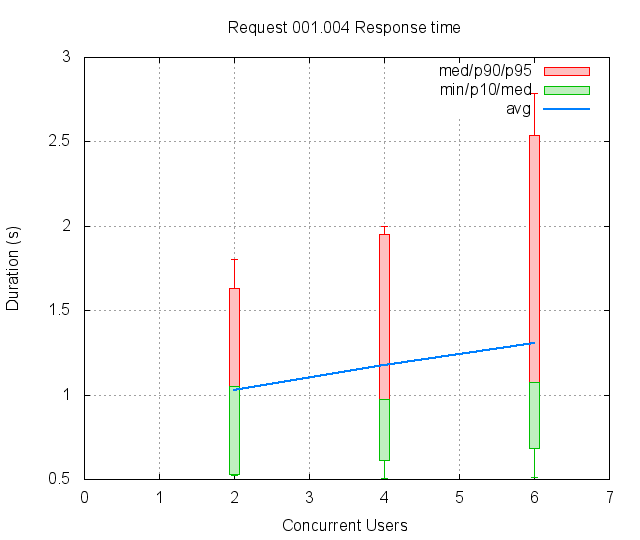 Request 001.004 Response time
med/p90/p95
min/p10/med
avg
3
2.5
2
1.5
1
0.5
Duration (s)
0 1 2 3 4 5 6 7
Concurrent Users